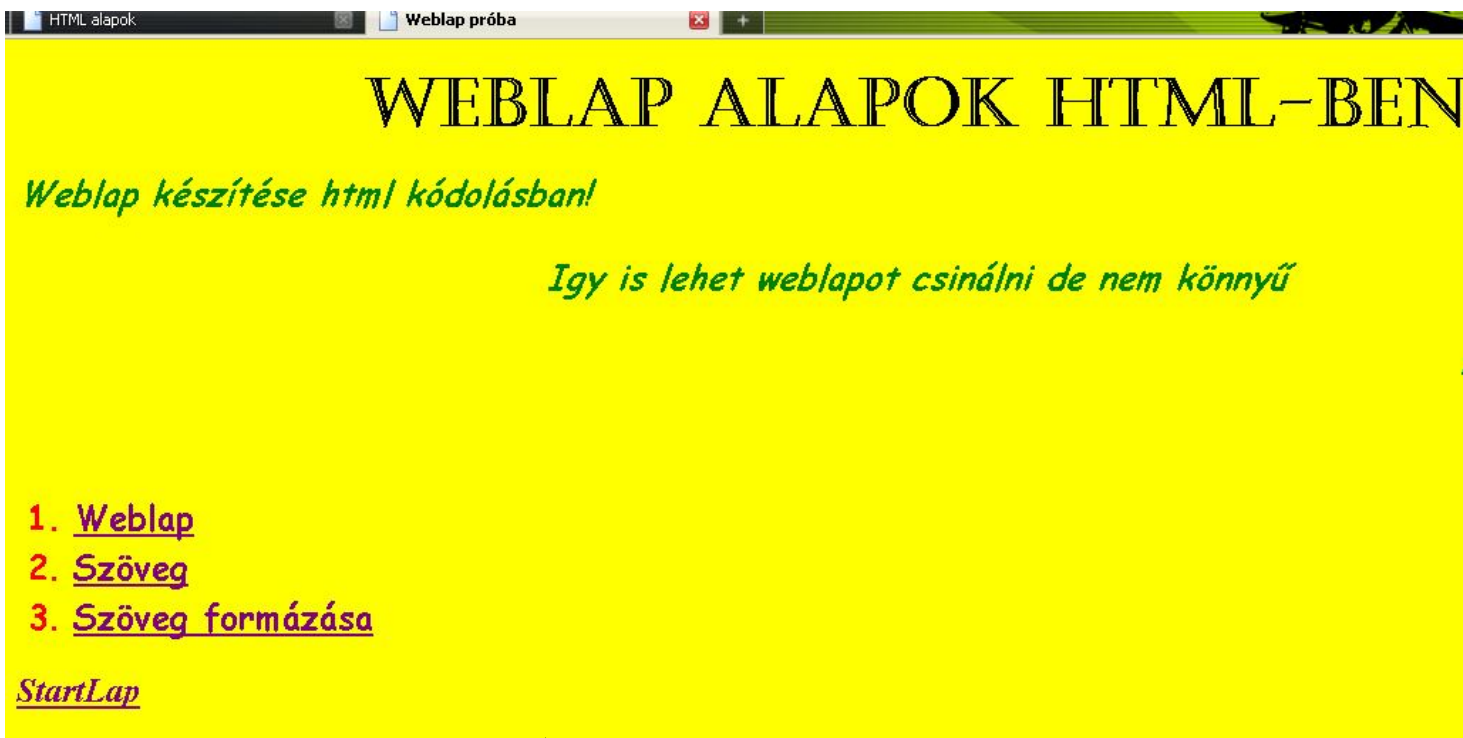 HTML alapok
Weblap próba
WEBLAP ALAPOK HTML-BEN
Weblap készítése html kódolásban!
Igy is lehet weblapot csinálni de nem könnyű
1. Weblap
2. Szöveg
3. Szöveg formázása
StartLap